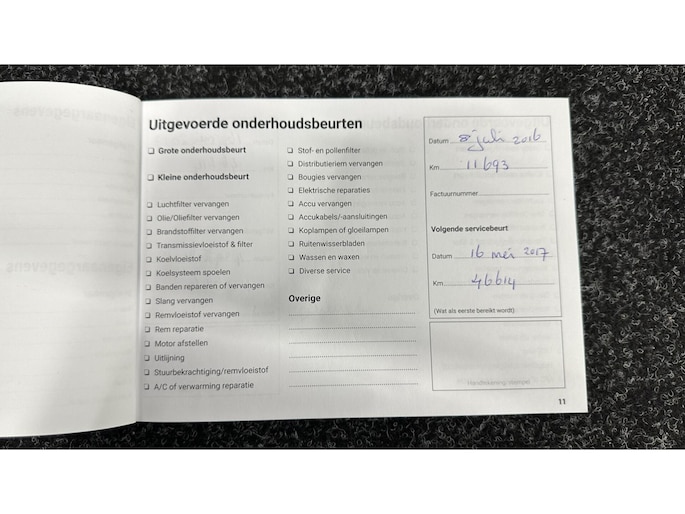 Uitgevoerde onderhoudsbeurten
❏ Grote onderhoudsbeurt
❏ Kleine onderhoudsbeurt
❏ Luchtfilter vervangen
❏ Olie/Oliefilter vervangen
❏ Brandstoffilter vervangen
❏ Transmissievloeistof & filter
❏ Koelvloeistof
❏ Koelsysteem spoelen
❏ Banden repareren of vervangen
❏ Slang vervangen
❏ Remvloeistof vervangen
❏ Rem reparatie
❏ Motor afstellen
❏ Uitlijning
❏ Stuurbekrachtiging/remvloeistof
❏ A/C of verwarming reparatie
❏ Stof- en pollenfilter
❏ Distributieriem vervangen
❏ Bougies vervangen
❏ Elektrische reparaties
❏ Accu vervangen
❏ Accukabels/-aansluitingen
❏ Koplampen of gloeilampen
❏ Ruitenwisserbladen
❏ Wassen en waxen
❏ Diverse service
Overige
Datum 8 juli 2016
Km 11693
Factuurnummer
Volgende servicebeurt
Datum 16 mei 2017
Km 46614
(Wat als eerste bereikt wordt)
Handtekening/stempel
11